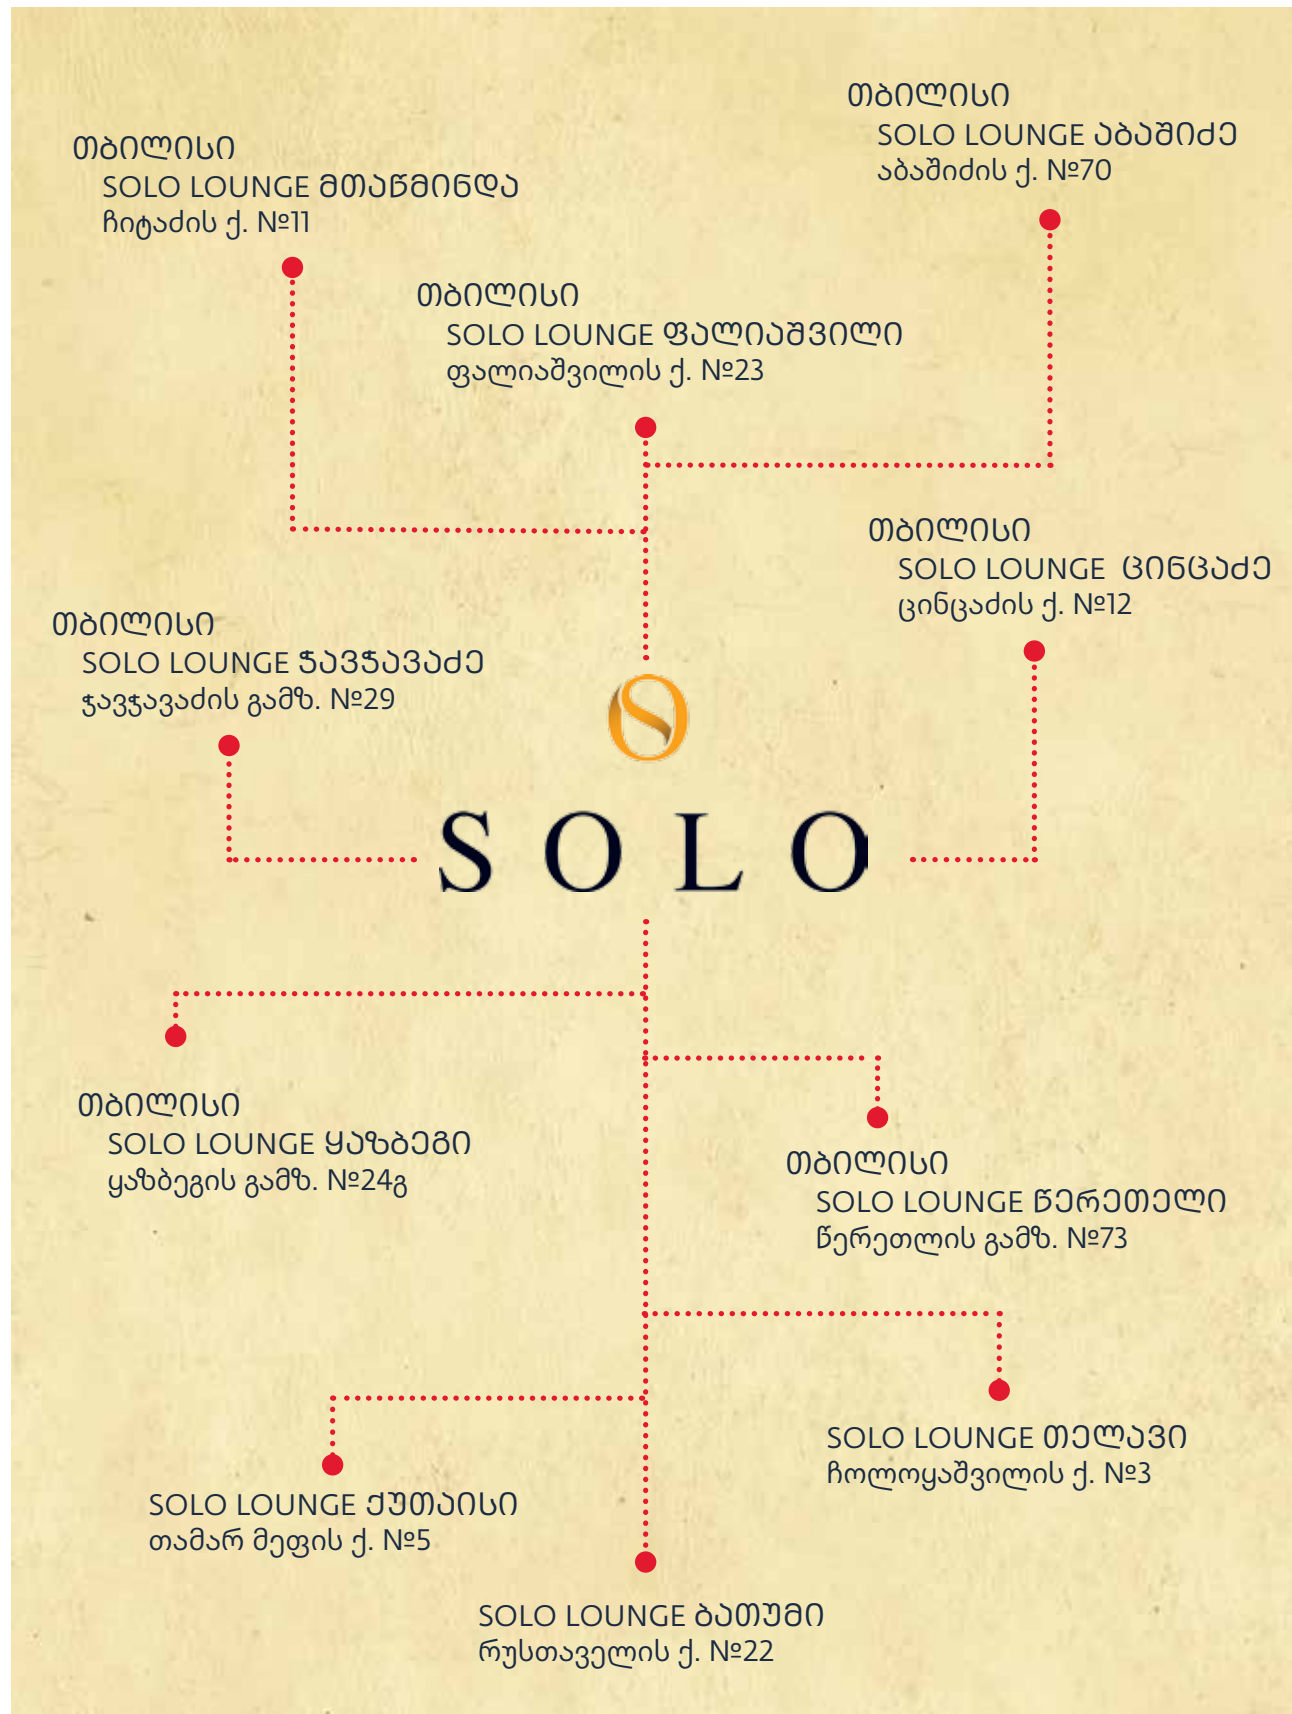 თბილისი
SOLO LOUNGE აბაშიძე
აბაშიძის ქ. №70
თბილისი
SOLO LOUNGE მთაწმინდა
ჩიტაძის ქ. №11
თბილისი
SOLO LOUNGE ფალიაშვილი
ფალიაშვილის ქ. №23
თბილისი
SOLO LOUNGE ცინცაძე
ცინცაძის ქ. №12
თბილისი
SOLO LOUNGE ჭავჭავაძე
ჭავჭავაძის გამზ. №29
SOLO
თბილისი
SOLO LOUNGE ყაზბეგი
ყაზბეგის გამზ. №24გ
თბილისი
SOLO LOUNGE წერეთელი
წერეთლის გამზ. №73
SOLO LOUNGE თელავი
ჩოლოყაშვილის ქ. №3
SOLO LOUNGE ქუთაისი
თამარ მეფის ქ. №5
SOLO LOUNGE ბათუმი
რუსთაველის ქ. №22